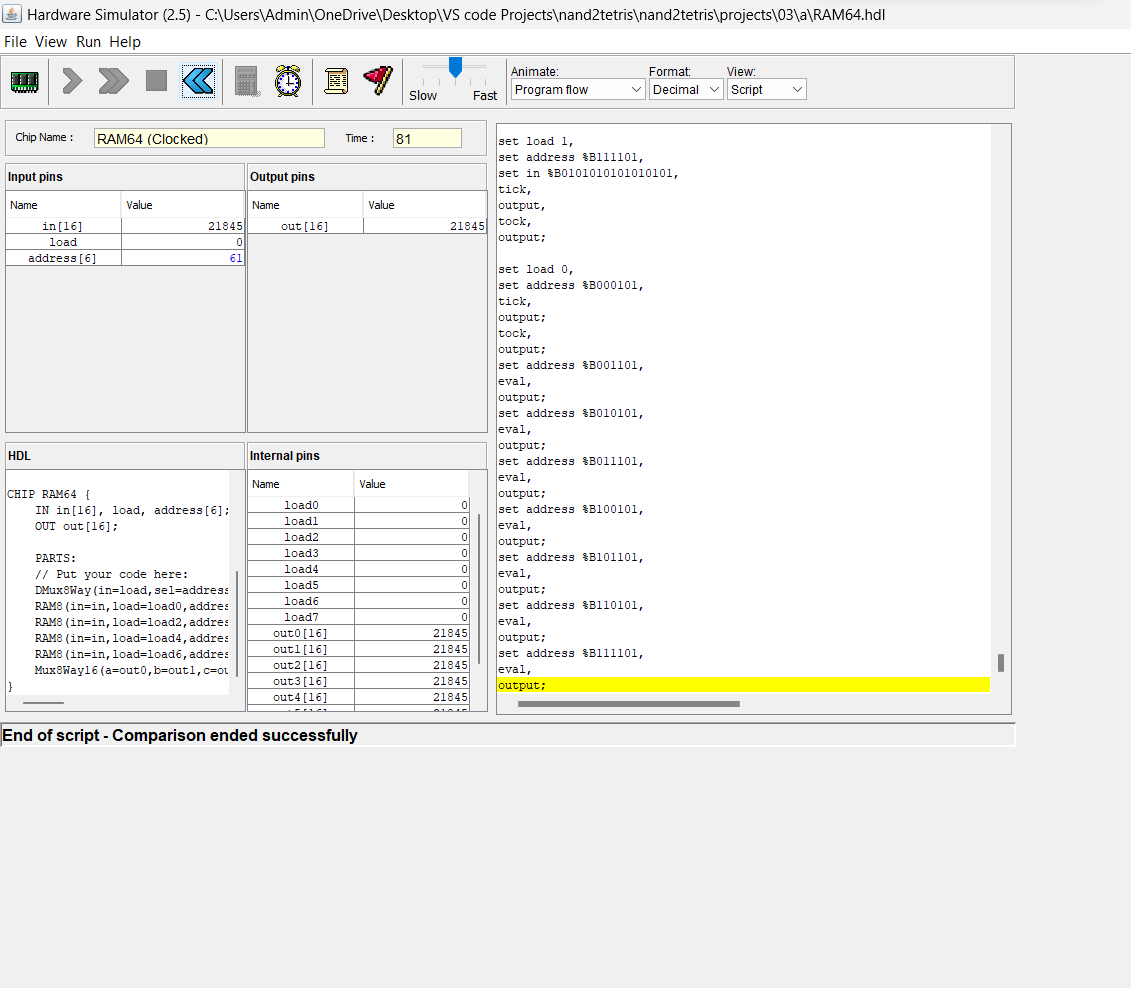 Hardware Simulator (2.5) - C:\Users\Admin\OneDrive\Desktop\VS code Projects\nand2tetris\nand2tetris\projects\03\a\RAM64.hdl
File View Run Help
Slow Fast
Animate: Format: View:
Program flow Decimal Script
Chip Name : RAM64 (Clocked) Time : 81
Input pins
Name Value
in[16] 21845
load 0
address[6] 61
Output pins
Name Value
out[16] 21845
HDL
CHIP RAM64 {
IN in[16], load, address[6];
OUT out[16];
PARTS:
// Put your code here:
DMux8Way(in=load,sel=address
RAM8(in=in,load=load0,addres
RAM8(in=in,load=load2,addres
RAM8(in=in,load=load4,addres
RAM8(in=in,load=load6,addres
Mux8Way16(a=out0,b=out1,c=ou
}
Internal pins
Name Value
load0 0
load1 0
load2 0
load3 0
load4 0
load5 0
load6 0
load7 0
out0[16] 21845
out1[16] 21845
out2[16] 21845
out3[16] 21845
out4[16] 21845
set load 1,
set address %B111101,
set in %B0101010101010101,
tick,
output,
tock,
output;
set load 0,
set address %B000101,
tick,
output;
tock,
output;
set address %B001101,
eval,
output;
set address %B010101,
eval,
output;
set address %B011101,
eval,
output;
set address %B100101,
eval,
output;
set address %B101101,
eval,
output;
set address %B110101,
eval,
output;
set address %B111101,
eval,
output;
End of script - Comparison ended successfully